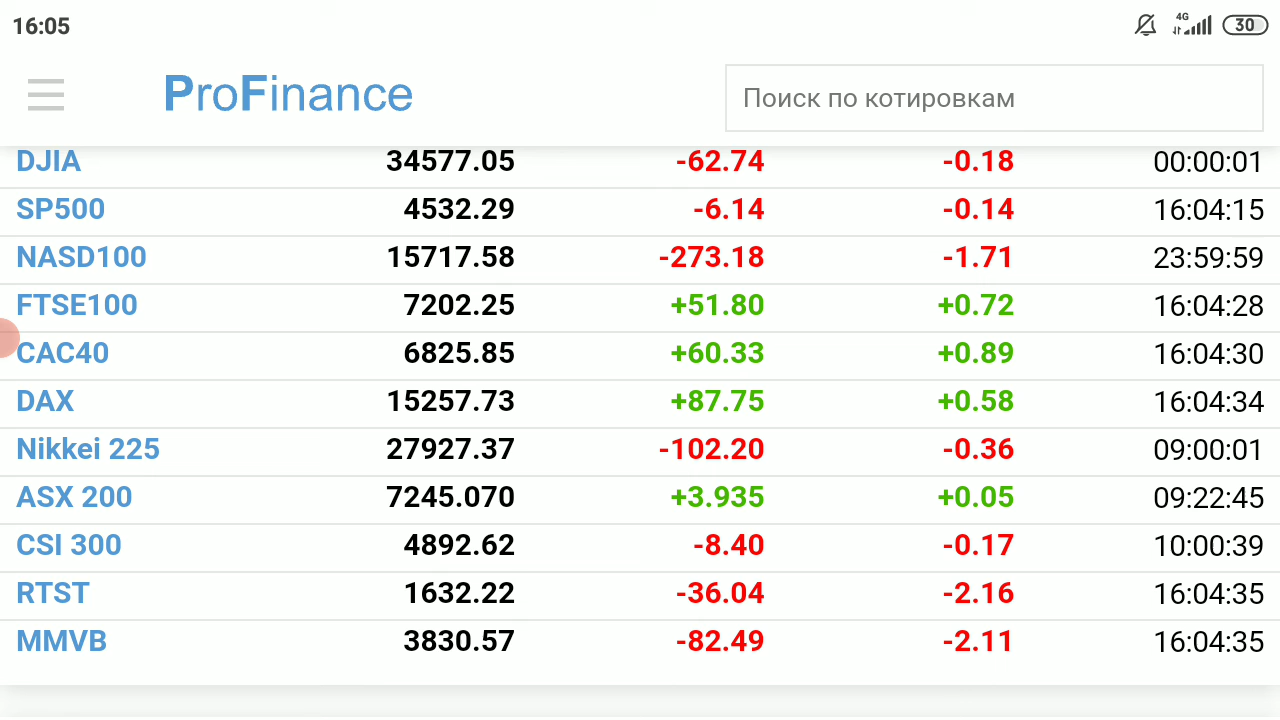 16:05 4G 30
ProFinance Поиск по котировкам
DJIA 34577.05 -62.74 -0.18 00:00:01
SP500 4532.29 -6.14 -0.14 16:04:15
NASD100 15717.58 -273.18 -1.71 23:59:59
FTSE100 7202.25 +51.80 +0.72 16:04:28
CAC40 6825.85 +60.33 +0.89 16:04:30
DAX 15257.73 +87.75 +0.58 16:04:34
Nikkei 225 27927.37 -102.20 -0.36 09:00:01
ASX 200 7245.070 +3.935 +0.05 09:22:45
CSI 300 4892.62 -8.40 -0.17 10:00:39
RTST 1632.22 -36.04 -2.16 16:04:35
MMVB 3830.57 -82.49 -2.11 16:04:35